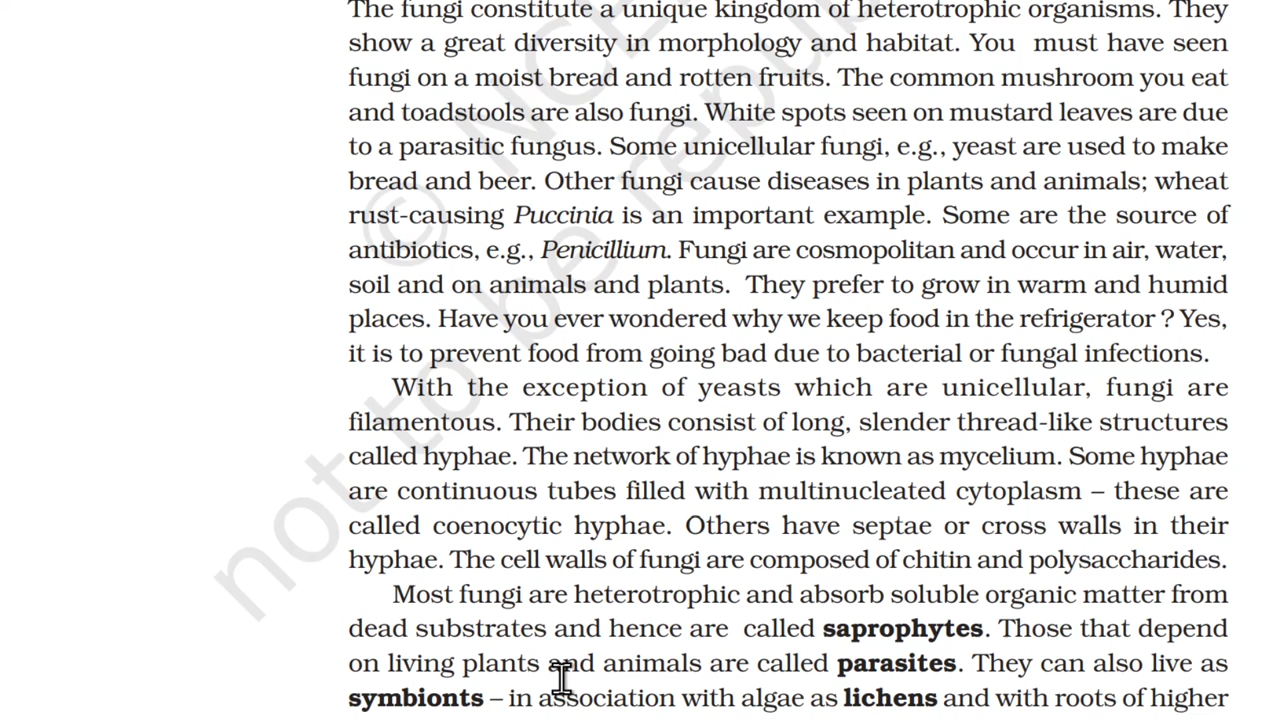 The fungi constitute a unique kingdom of heterotrophic organisms. They
show a great diversity in morphology and habitat. You must have seen
fungi on a moist bread and rotten fruits. The common mushroom you eat
and toadstools are also fungi. White spots seen on mustard leaves are due
to a parasitic fungus. Some unicellular fungi, e.g., yeast are used to make
bread and beer. Other fungi cause diseases in plants and animals; wheat
rust-causing Puccinia is an important example. Some are the source of
antibiotics, e.g., Penicillium. Fungi are cosmopolitan and occur in air, water,
soil and on animals and plants. They prefer to grow in warm and humid
places. Have you ever wondered why we keep food in the refrigerator ? Yes,
it is to prevent food from going bad due to bacterial or fungal infections.
With the exception of yeasts which are unicellular, fungi are
filamentous. Their bodies consist of long, slender thread-like structures
called hyphae. The network of hyphae is known as mycelium. Some hyphae
are continuous tubes filled with multinucleated cytoplasm – these are
called coenocytic hyphae. Others have septae or cross walls in their
hyphae. The cell walls of fungi are composed of chitin and polysaccharides.
Most fungi are heterotrophic and absorb soluble organic matter from
dead substrates and hence are called saprophytes. Those that depend
on living plants and animals are called parasites. They can also live as
symbionts – in association with algae as lichens and with roots of higher
©
not to be